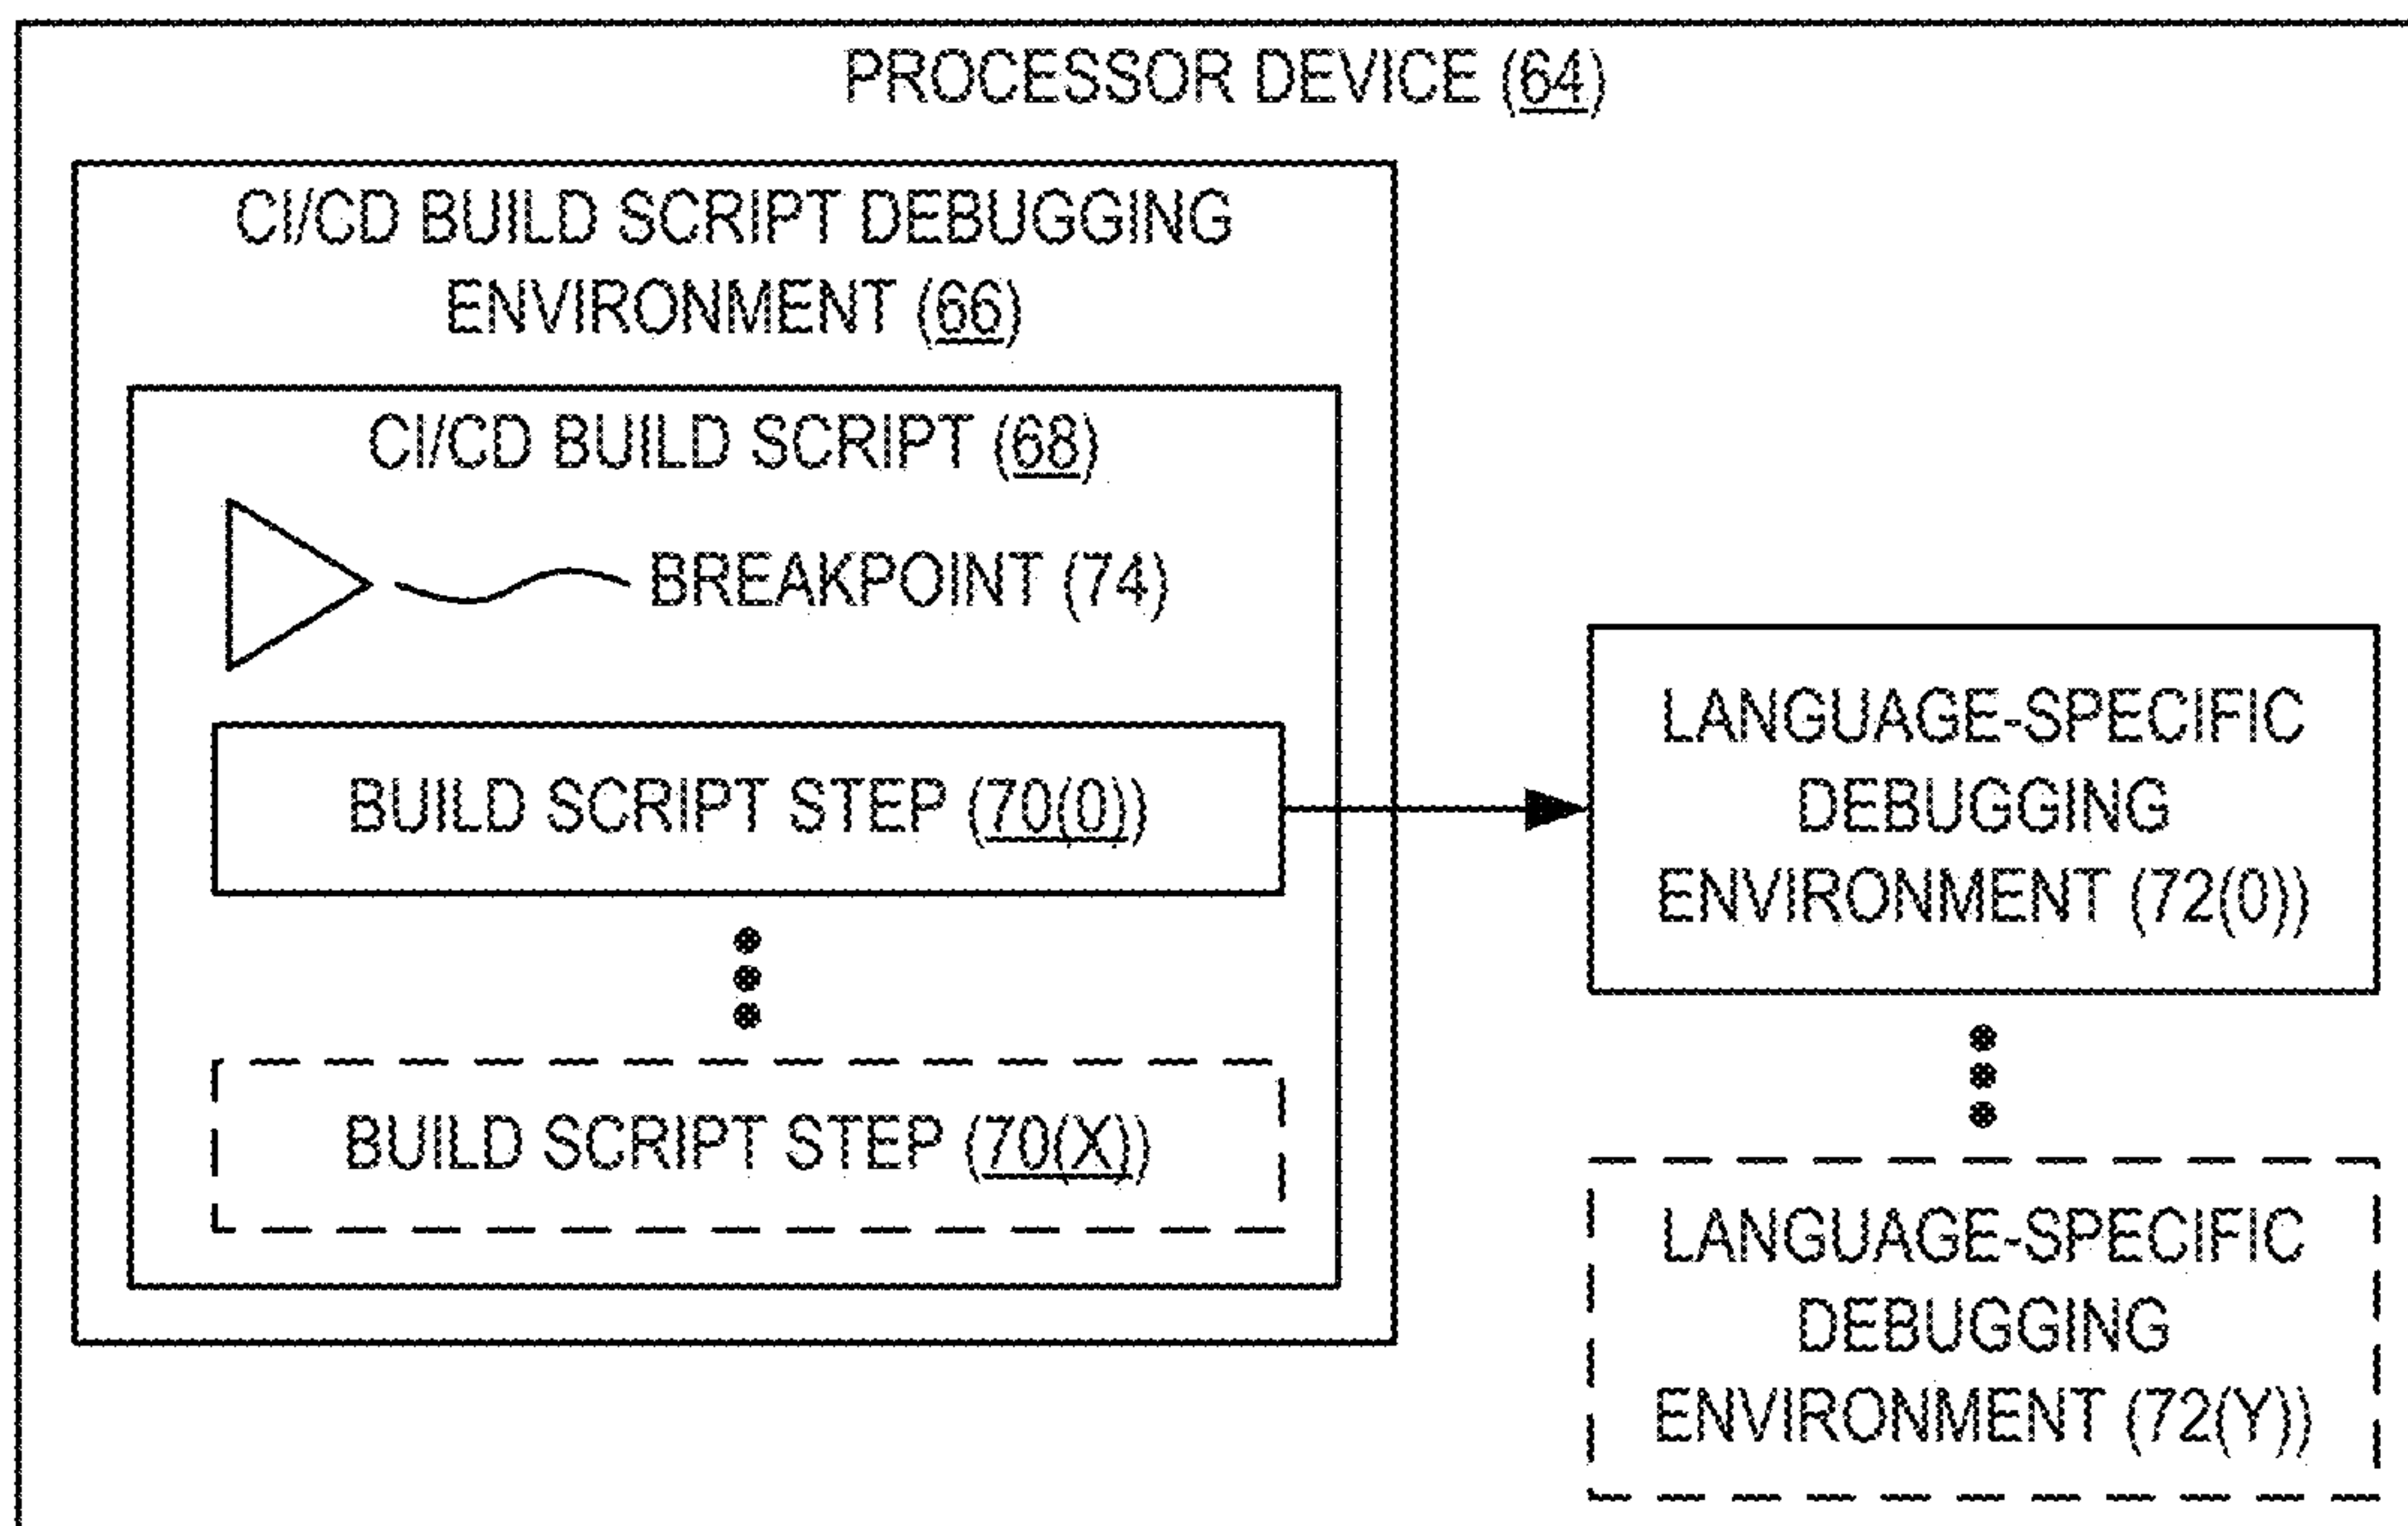 PROCESSOR DEVICE (64)
CI/CD BUILD SCRIPT DEBUGGING
ENVIRONMENT (66)
CI/CD BUILD SCRIPT (68)
BREAKPOINT (74)
BUILD SCRIPT STEP (70(0))
BUILD SCRIPT STEP (70(X))
LANGUAGE-SPECIFIC
DEBUGGING
ENVIRONMENT (72(0))
LANGUAGE-SPECIFIC
DEBUGGING
ENVIRONMENT (72(Y))